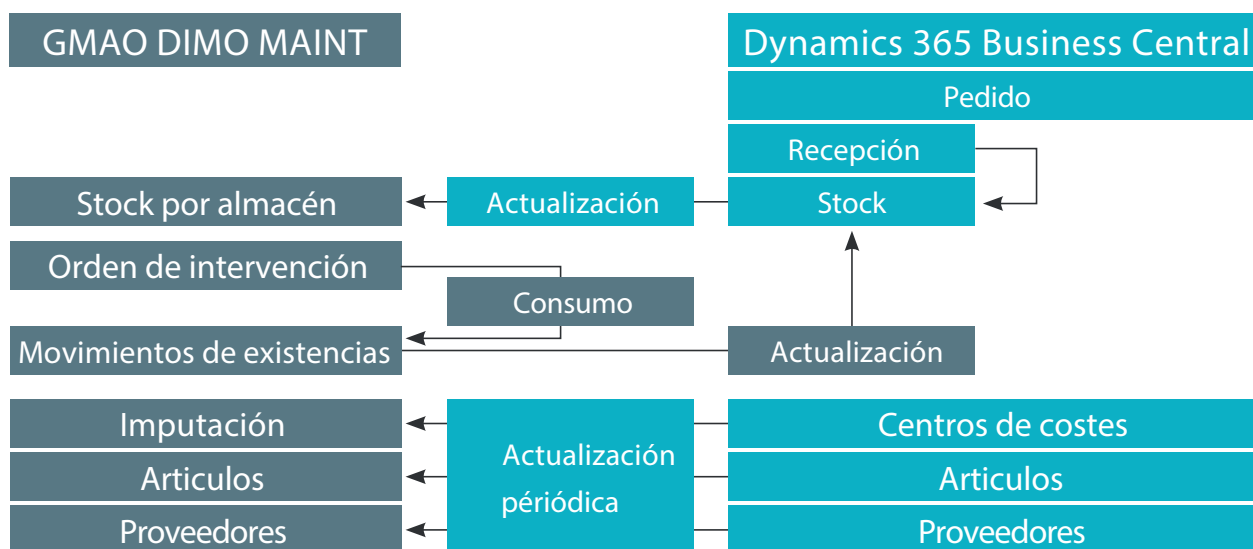 GMAO DIMO MAINT
Dynamics 365 Business Central
Pedido
Recepción
Stock por almacén
Actualización
Stock
Orden de intervención
Consumo
Movimientos de existencias
Actualización
Imputación
Centros de costes
Articulos
Actualización
périódica
Articulos
Proveedores
Proveedores